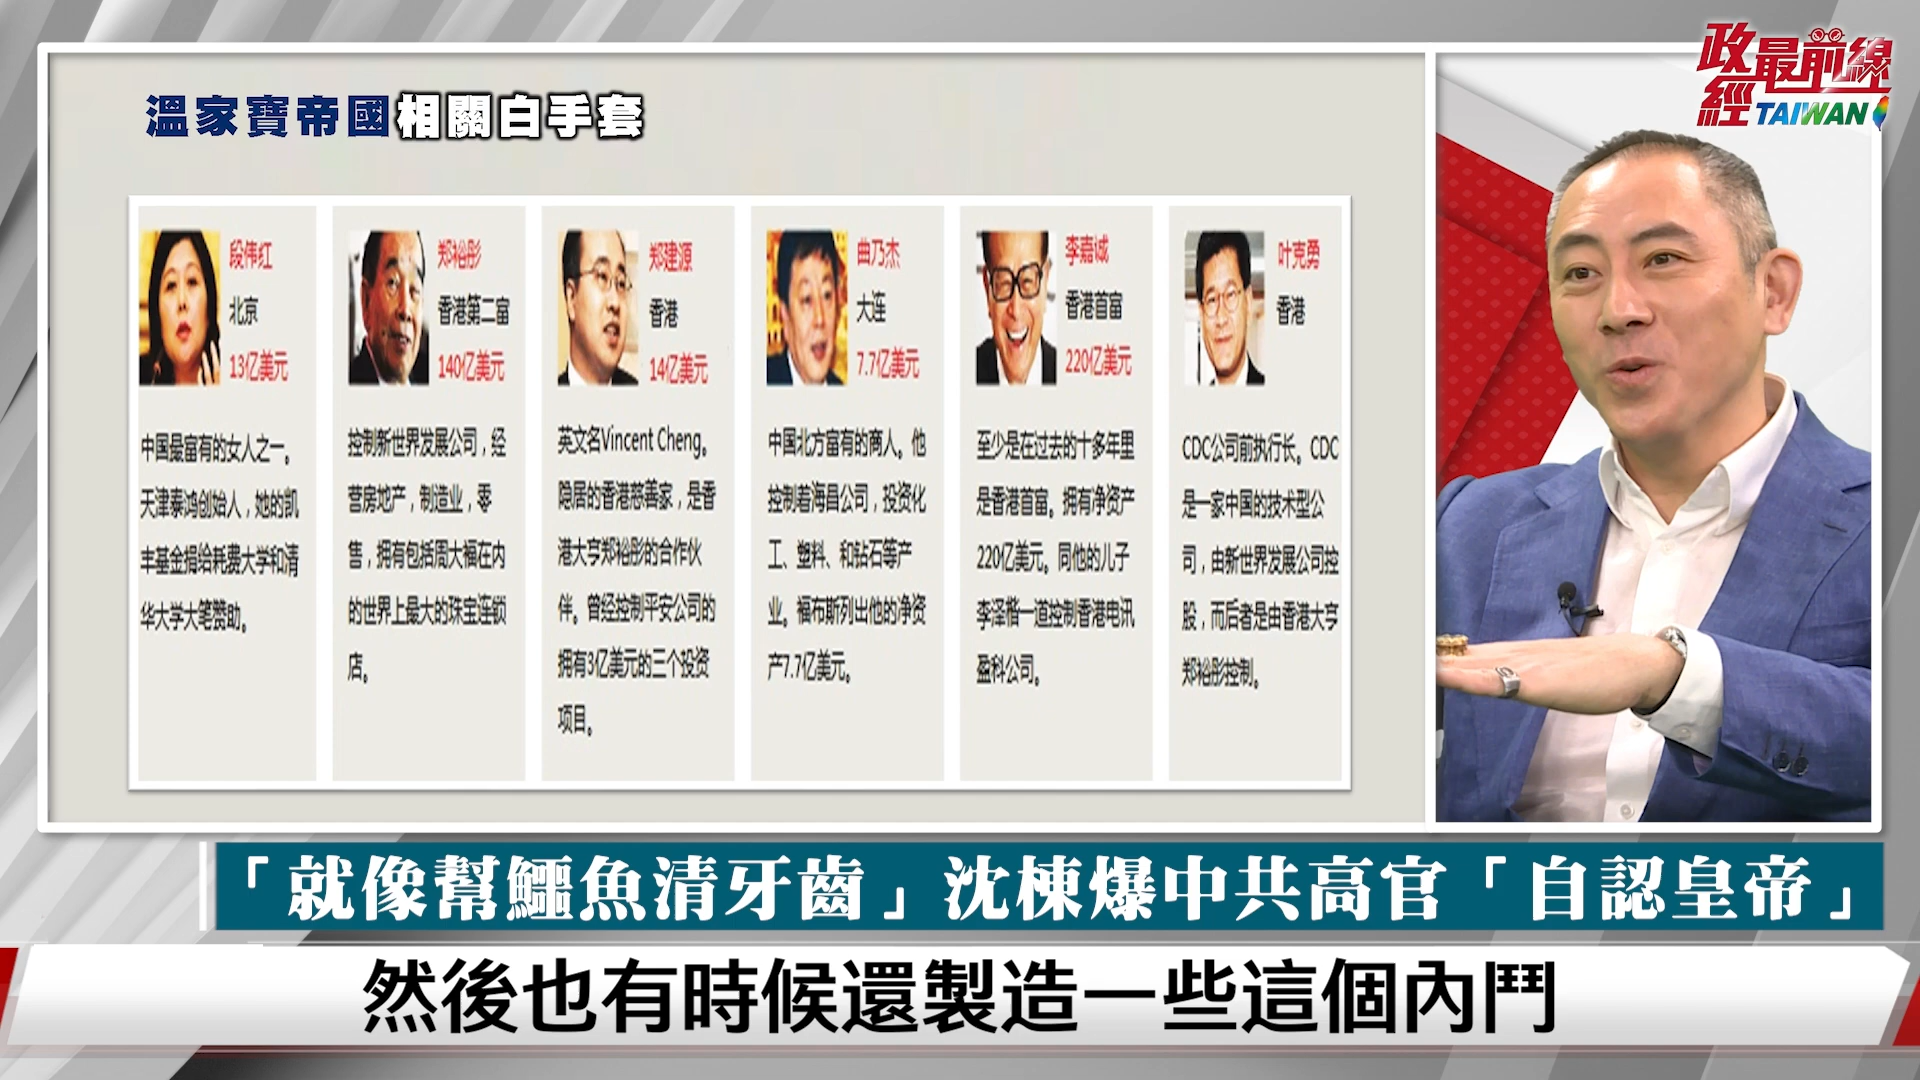 政經最前線
TAIWAN
溫家寶帝國相關白手套
段伟红
北京
13亿美元
中国最富有的女人之一。
天津泰鸿创始人，她的凯
丰基金捐给耗费大学和清
华大学大笔赞助。
郑裕彤
香港第二富
140亿美元
控制新世界发展公司，经
营房地产，制造业，零
售，拥有包括周大福在内
的世界上最大的珠宝连锁
店。
郑建源
香港
14亿美元
英文名Vincent Cheng。
隐居的香港慈善家，是香
港大亨郑裕彤的合作伙
伴。曾经控制平安公司的
拥有3亿美元的三个投资
项目。
曲乃杰
大连
7.7亿美元
中国北方富有的商人。他
控制着海昌公司，投资化
工、塑料、和钻石等产
业。福布斯列出他的净资
产7.7亿美元。
李嘉诚
香港首富
220亿美元
至少是在过去的十多年里
是香港首富。拥有净资产
220亿美元。同他的儿子
李泽楷一道控制香港电讯
盈科公司。
叶克勇
香港
CDC公司前执行长。CDC
是一家中国的技术型公
司，由新世界发展公司控
股，而后者是由香港大亨
郑裕彤控制。
「就像幫鱷魚清牙齒」沈棟爆中共高官「自認皇帝」
然後也有時候還製造一些這個內鬥